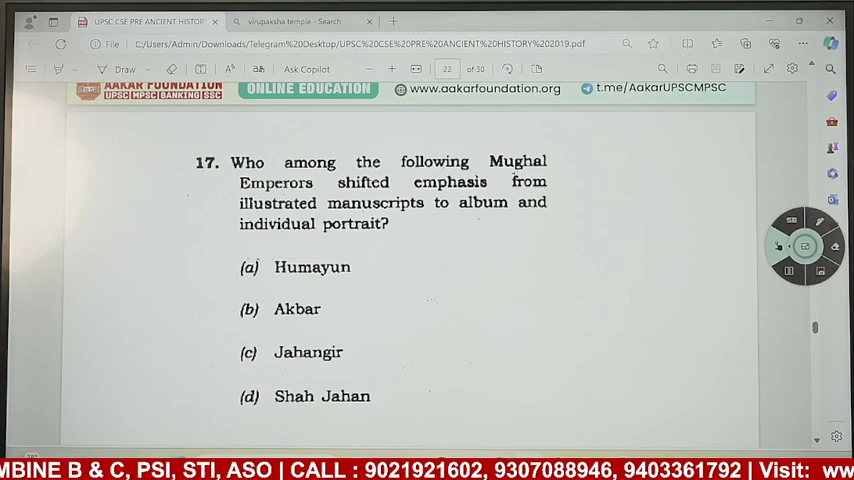 UPSC CSE PRE ANCIENT HISTOR
virupaksha temple - Search
File
C:/Users/Admin/Downloads/Telegram%20Desktop/UPSC%20CSE%20PRE%20ANCIENT%20HISTORY%202019.pdf
Draw
Ask Copilot
22
of 30
AAKAR FOUNDATION
UPSC MPSC BANKING SSC
ONLINE EDUCATION
www.aakarfoundation.org
t.me/AakarUPSCMPSC
17. Who among the following Mughal
Emperors shifted emphasis from
illustrated manuscripts to album and
individual portrait?
(a) Humayun
(b) Akbar
(c) Jahangir
(d) Shah Jahan
MBINE B & C, PSI, STI, ASO | CALL : 9021921602, 9307088946, 9403361792 | Visit: ww